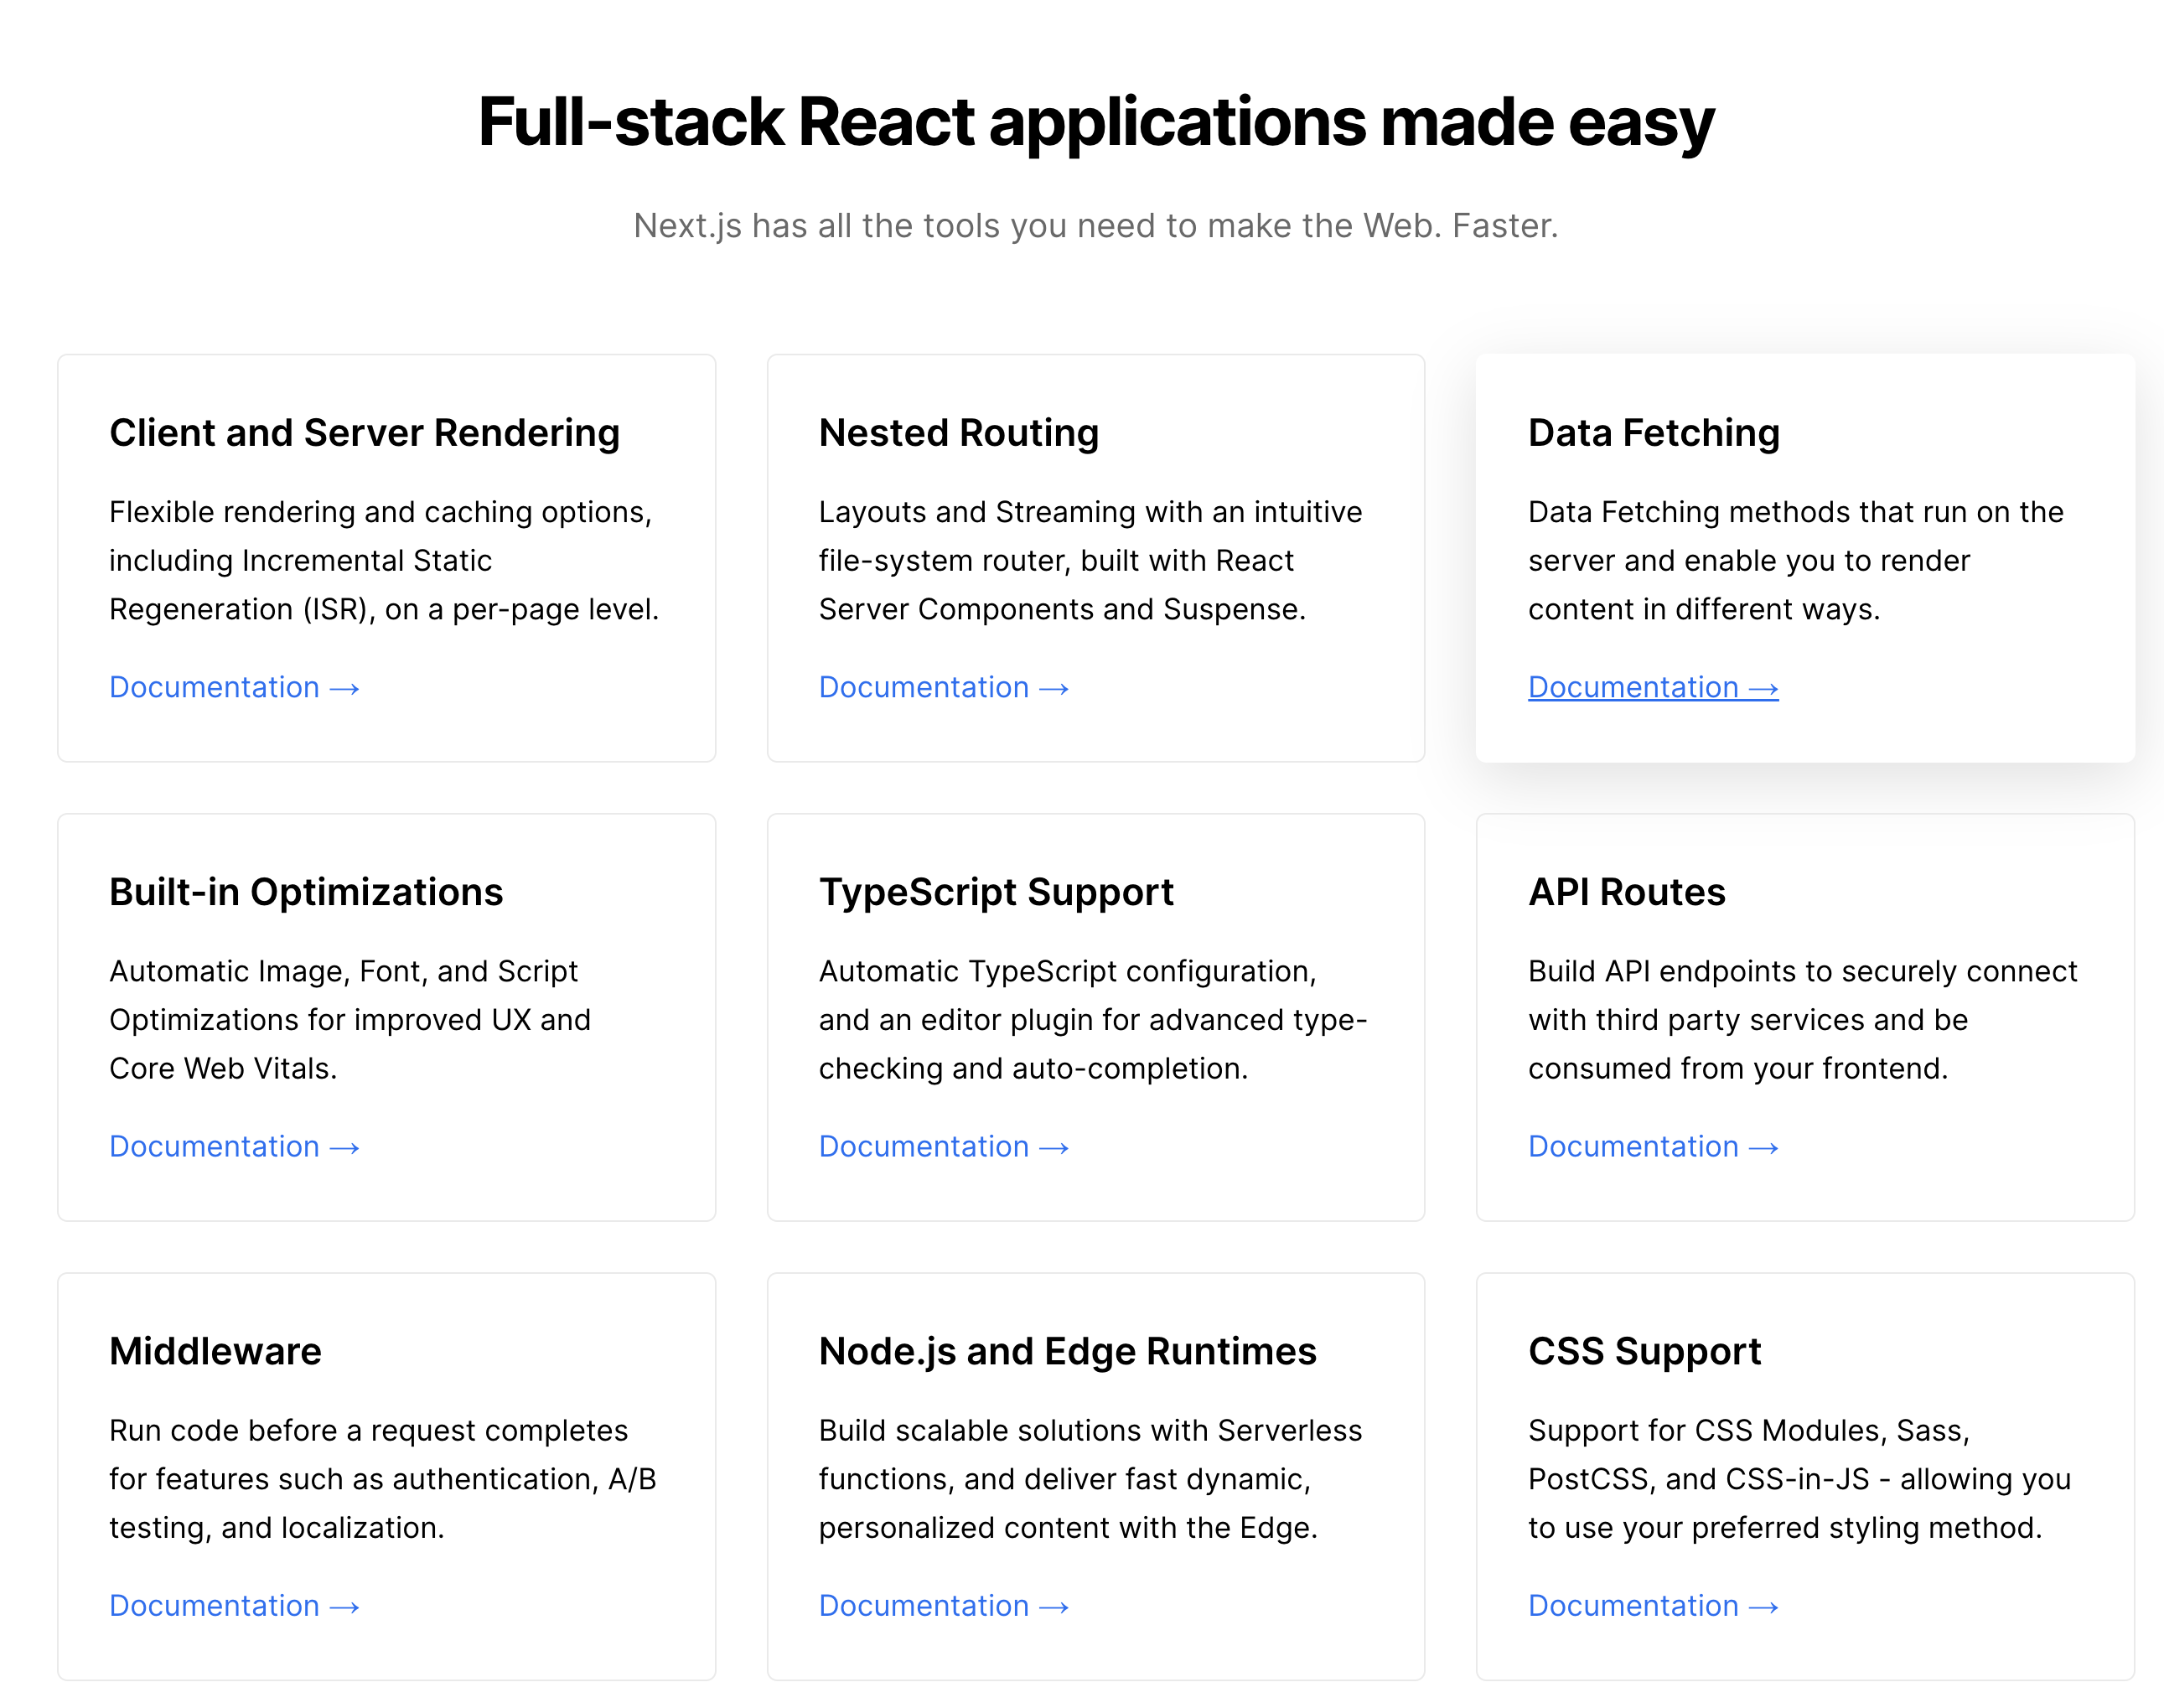 Full-stack React applications made easy
Next.js has all the tools you need to make the Web. Faster.
Client and Server Rendering
Flexible rendering and caching options,
including Incremental Static
Regeneration (ISR), on a per-page level.
Documentation →
Nested Routing
Layouts and Streaming with an intuitive
file-system router, built with React
Server Components and Suspense.
Documentation →
Data Fetching
Data Fetching methods that run on the
server and enable you to render
content in different ways.
Documentation →
Built-in Optimizations
Automatic Image, Font, and Script
Optimizations for improved UX and
Core Web Vitals.
Documentation →
TypeScript Support
Automatic TypeScript configuration,
and an editor plugin for advanced type-
checking and auto-completion.
Documentation →
API Routes
Build API endpoints to securely connect
with third party services and be
consumed from your frontend.
Documentation →
Middleware
Run code before a request completes
for features such as authentication, A/B
testing, and localization.
Documentation →
Node.js and Edge Runtimes
Build scalable solutions with Serverless
functions, and deliver fast dynamic,
personalized content with the Edge.
Documentation →
CSS Support
Support for CSS Modules, Sass,
PostCSS, and CSS-in-JS - allowing you
to use your preferred styling method.
Documentation →